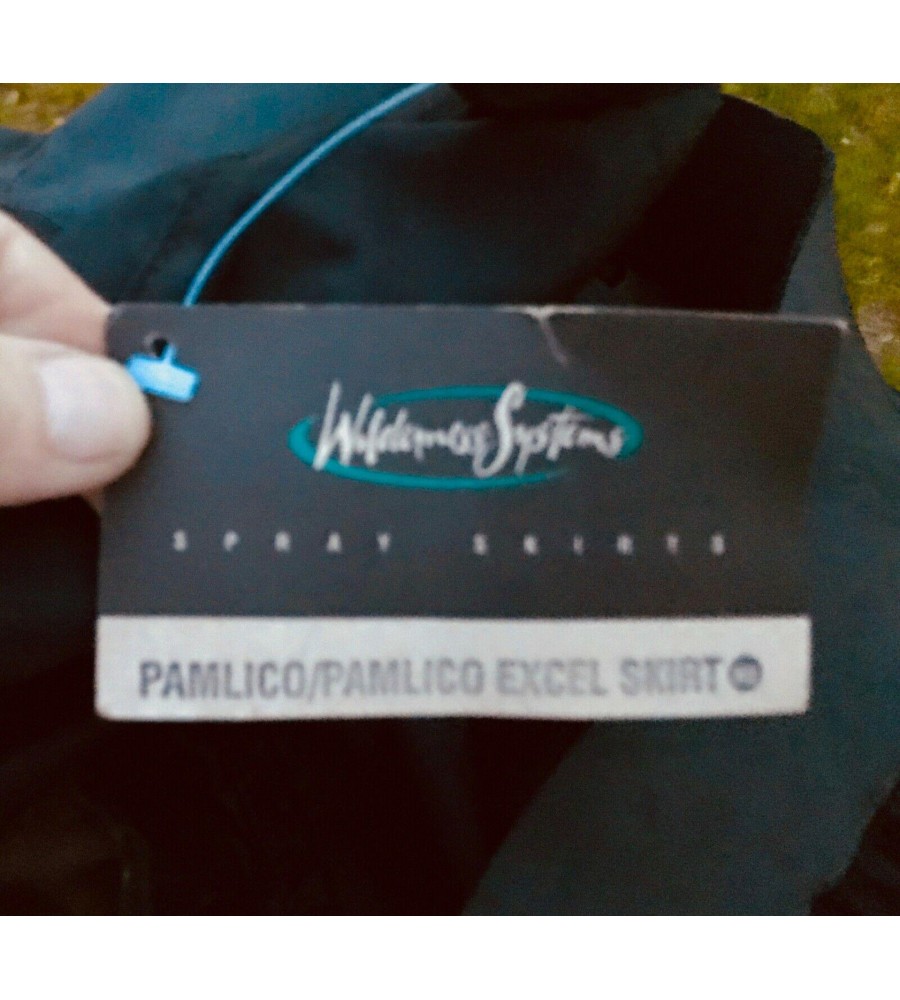 Wilderness Systems
SPRAY SKIRTS
PAMLICO/PAMLICO EXCEL SKIRT